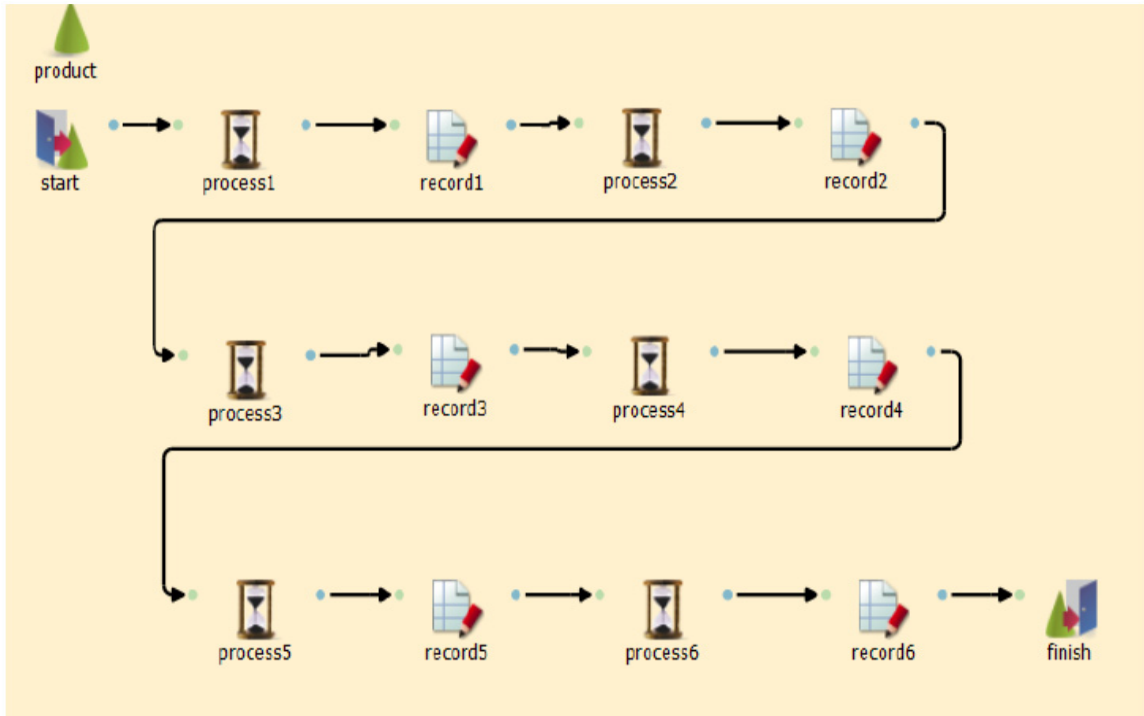 product
start
process1
record1
process2
record2
process3
record3
process4
record4
process5
record5
process6
record6
finish